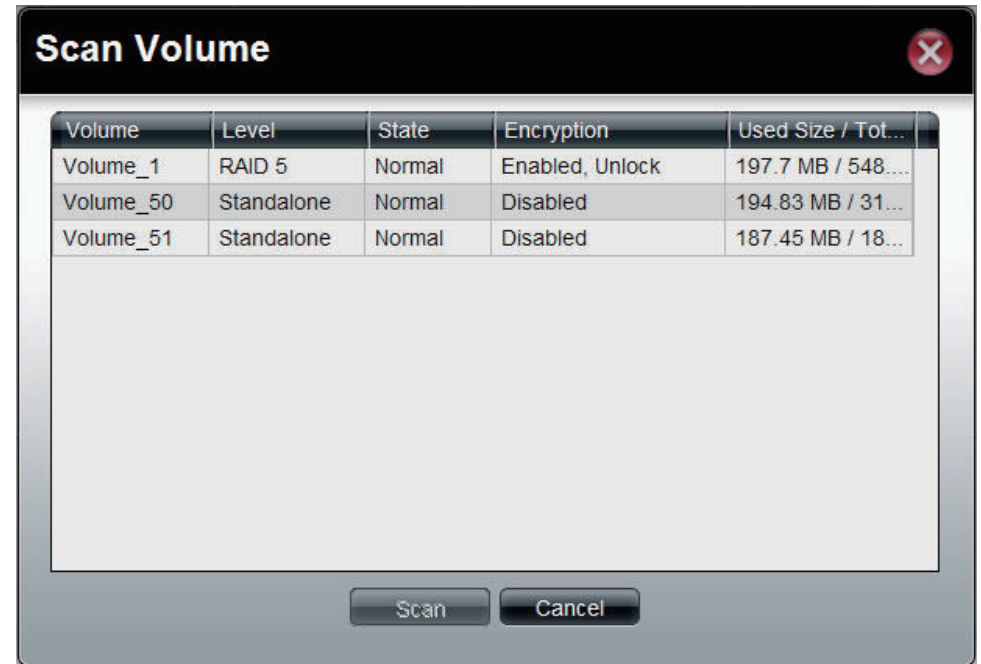 Scan Volume
Volume Level State Encryption Used Size / Tot...
Volume_1 RAID 5 Normal Enabled, Unlock 197.7 MB / 548....
Volume_50 Standalone Normal Disabled 194.83 MB / 31...
Volume_51 Standalone Normal Disabled 187.45 MB / 18...
Scan Cancel